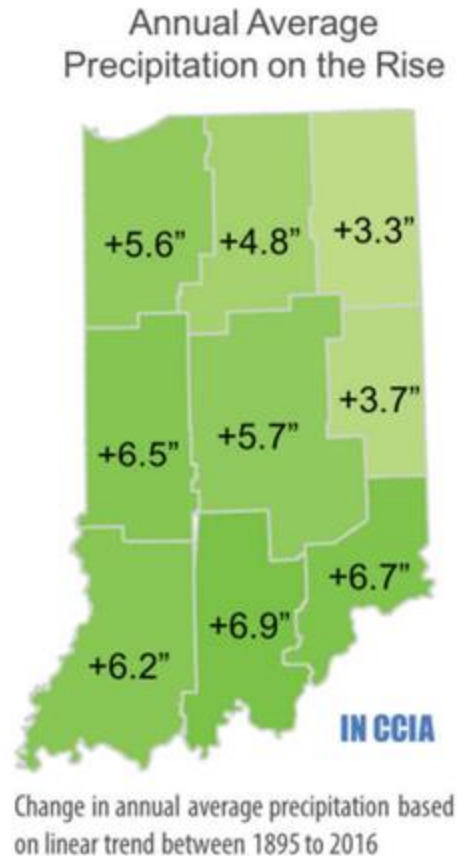 Annual Average
Precipitation on the Rise
+5.6”
+4.8”
+3.3”
+6.5”
+5.7”
+3.7”
+6.2”
+6.9”
+6.7”
IN CCIA
Change in annual average precipitation based
on linear trend between 1895 to 2016